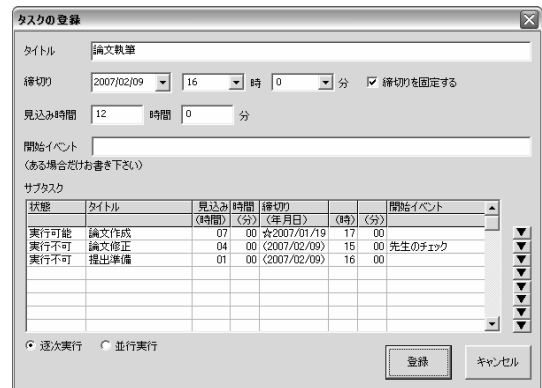 タスクの登録
タイトル 論文執筆
締切り 2007/02/09 16 時 0 分 締切りを固定する
見込み時間 12 時間 0 分
開始イベント
(ある場合だけお書き下さい)
サブタスク
状態 タイトル 見込み 時間 締切り 開始イベント
(時間) (分) (年月日) (時) (分)
実行可能 論文作成 07 00 ☆2007/01/19 17 00
実行不可 論文修正 04 00 (2007/02/09) 15 00 先生のチェック
実行不可 提出準備 01 00 (2007/02/09) 16 00
逐次実行 並行実行
登録 キャンセル